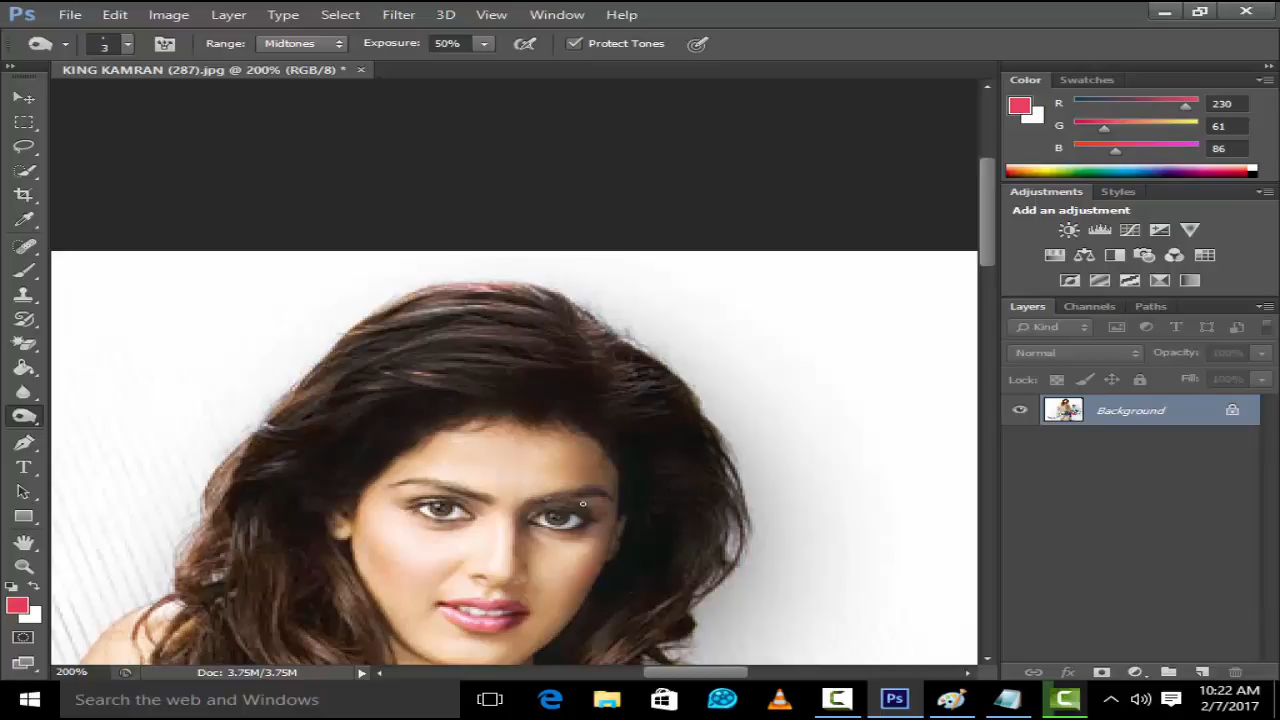 Ps File Edit Image Layer Type Select Filter 3D View Window Help
3 Range: Midtones Exposure: 50% Protect Tones
KING KAMRAN (287).jpg @ 200% (RGB/8) *
Color Swatches
R 230
G 61
B 86
Adjustments Styles
Add an adjustment
Layers Channels Paths
Kind
Normal Opacity: 100%
Lock: Fill: 100%
Background
200% Doc: 3.75M/3.75M
Search the web and Windows
10:22 AM
2/7/2017